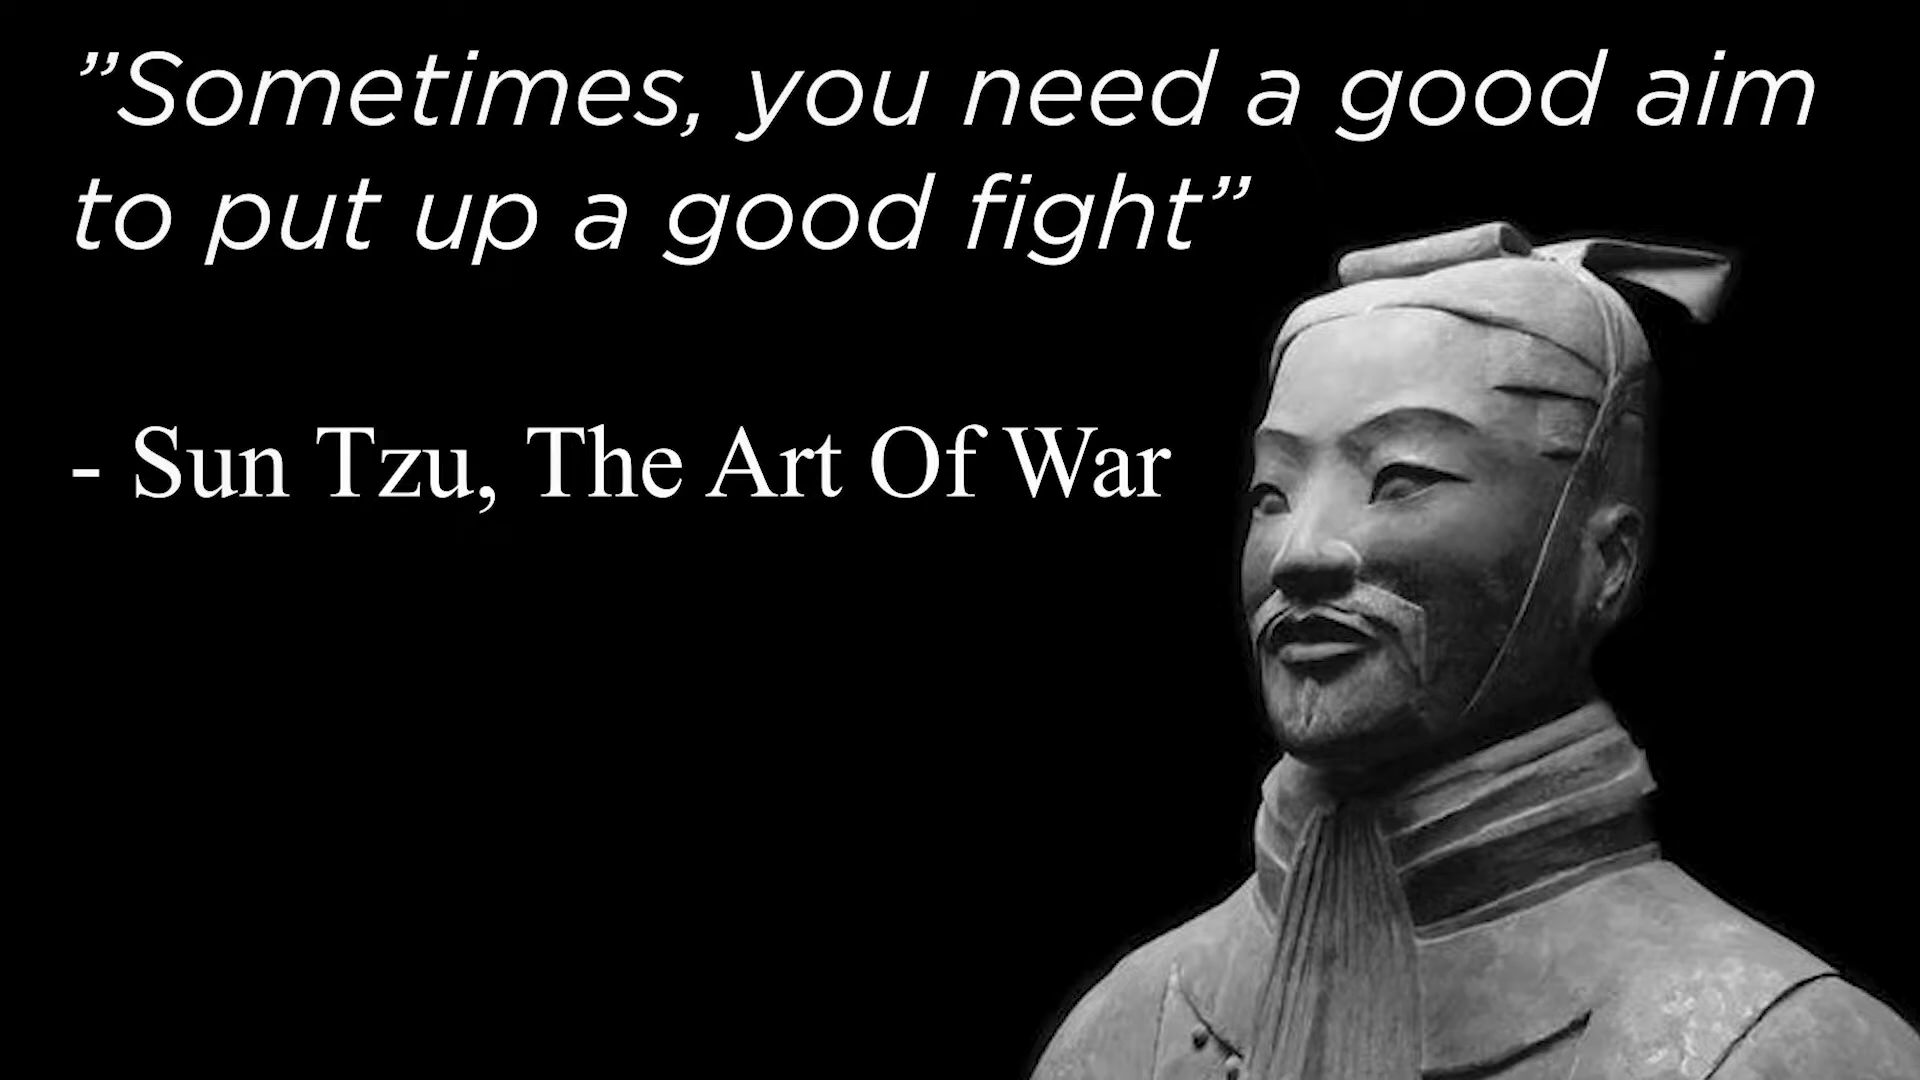 ”Sometimes, you need a good aim
to put up a good fight”
- Sun Tzu, The Art Of War